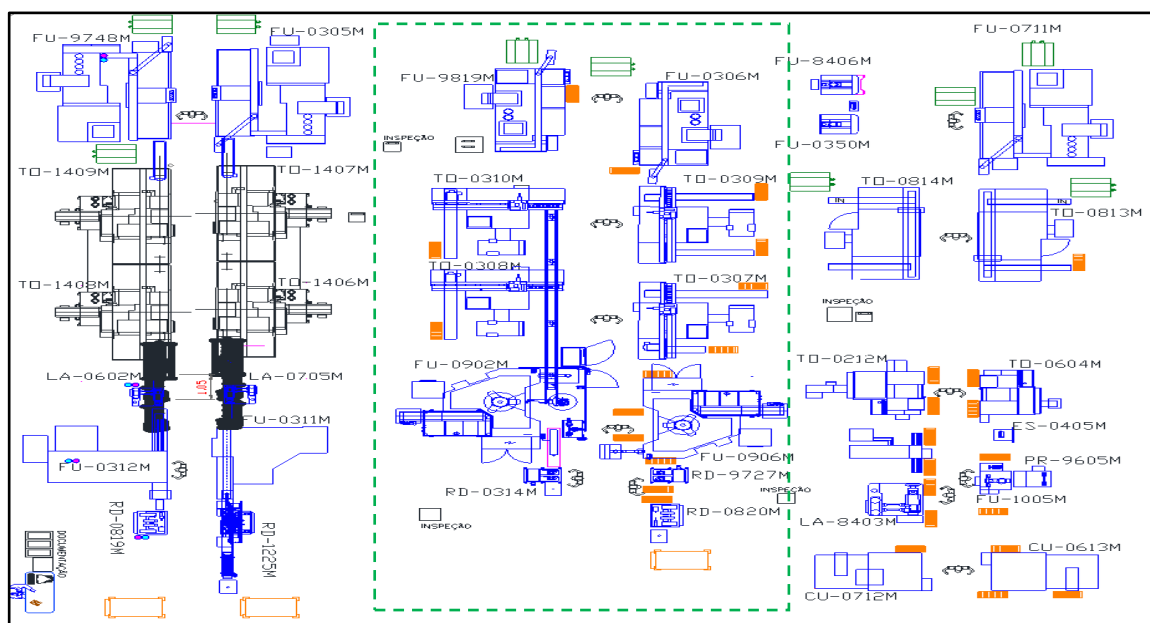 FU-9748M
FU-0305M
FU-0711M
FU-9819M
FU-0306M
FU-8406M
INSPEÇÃO
FU-0350M
TO-1409M
TO-1407M
TO-0310M
TO-0309M
TO-0814M
IN
IN
TO-0813M
TO-1408M
TO-1406M
TO-0308M
TO-0307M
INSPEÇÃO
LA-0602M
LA-0705M
1.05
FU-0902M
TO-0212M
TO-0604M
FU-0311M
ES-0405M
FU-0312M
FU-0906M
PR-9605M
RD-0314M
RD-9727M
INSPEÇÃO
FU-1005M
RD-0819M
RD-1225M
INSPEÇÃO
RD-0820M
LA-8403M
DOCUMENTAÇÃO
CU-0613M
CU-0712M